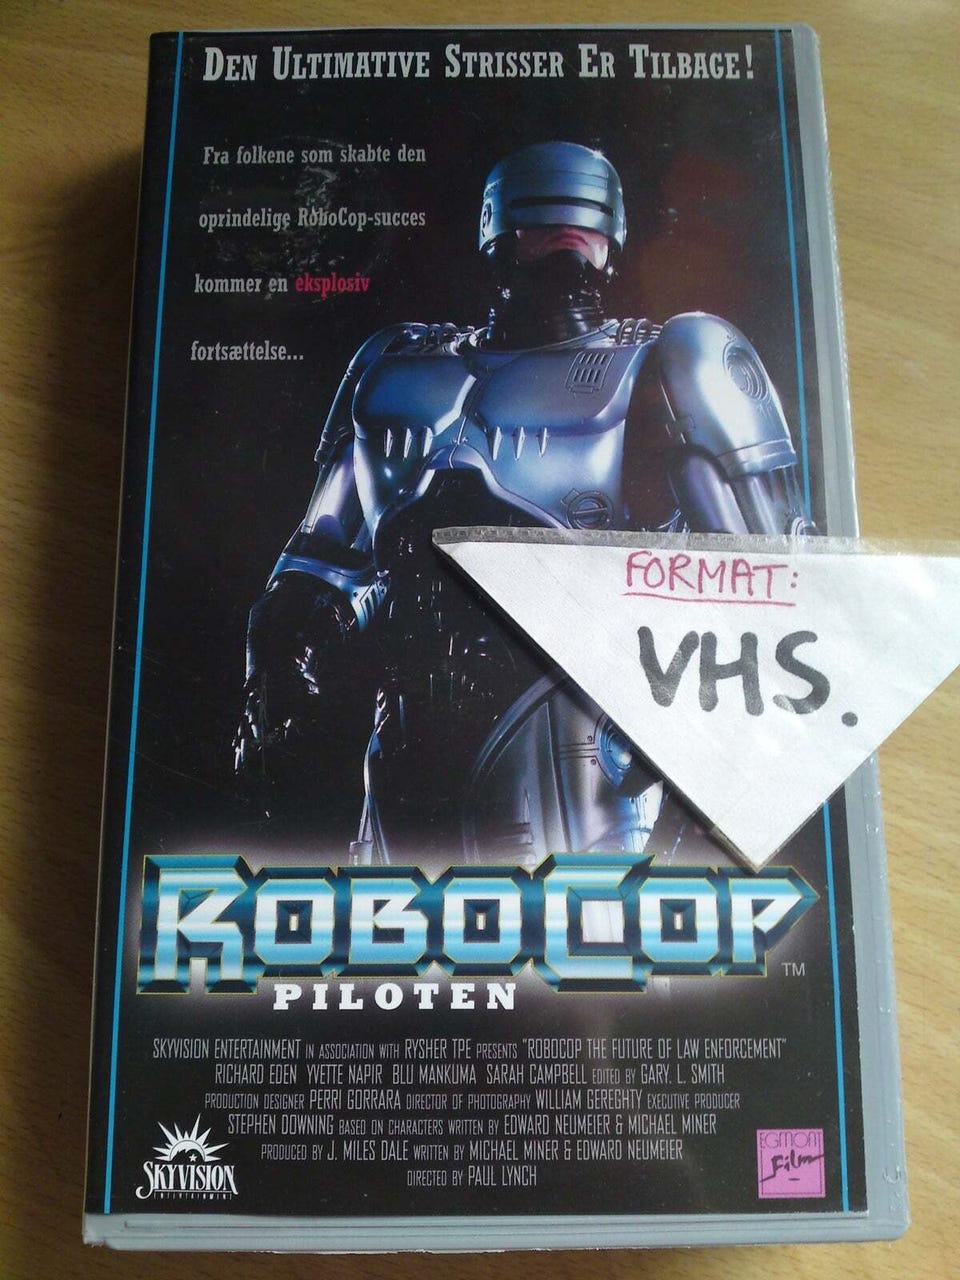 DEN ULTIMATIVE STRISSER ER TILBAGE!
Fra folkene som skabte den
oprindelige RoboCop-succes
kommer en eksplosiv
fortsættelse...
FORMAT:
VHS.
ROBOCOP TM
PILOTEN
SKYVISION ENTERTAINMENT IN ASSOCIATION WITH RYSHER TPE PRESENTS "ROBOCOP THE FUTURE OF LAW ENFORCEMENT"
RICHARD EDEN YVETTE NAPIR BLU MANKUMA SARAH CAMPBELL EDITED BY GARY. L. SMITH
PRODUCTION DESIGNER PERRI GORRARA DIRECTOR OF PHOTOGRAPHY WILLIAM GEREGHTY EXECUTIVE PRODUCER
STEPHEN DOWNING BASED ON CHARACTERS WRITTEN BY EDWARD NEUMEIER & MICHAEL MINER
PRODUCED BY J. MILES DALE WRITTEN BY MICHAEL MINER & EDWARD NEUMEIER
DIRECTED BY PAUL LYNCH
SKYVISION
ENTERTAINMENT
EGMONT
Film